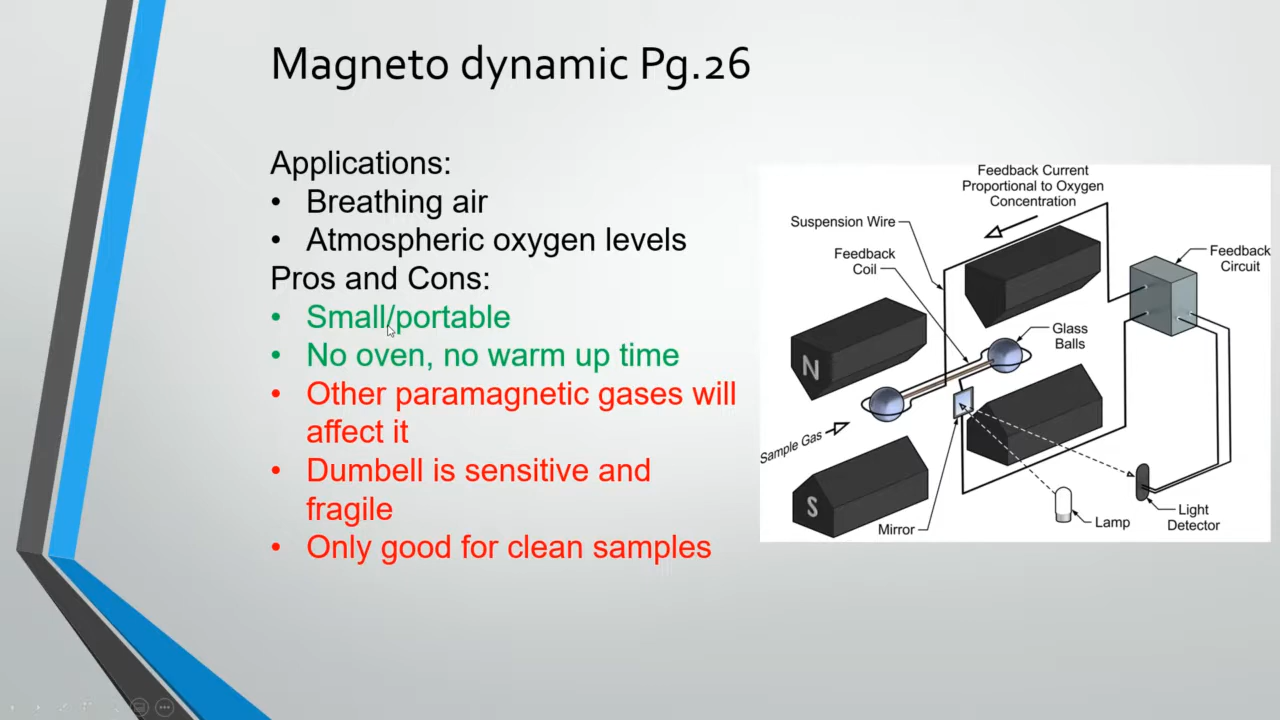 Magneto dynamic Pg.26
Applications:
• Breathing air
• Atmospheric oxygen levels
Pros and Cons:
• Small/portable
• No oven, no warm up time
• Other paramagnetic gases will
affect it
• Dumbell is sensitive and
fragile
• Only good for clean samples
Feedback Current
Proportional to Oxygen
Concentration
Suspension Wire
Feedback
Coil
Feedback
Circuit
Glass
Balls
N
Sample Gas
S
Mirror
Lamp
Light
Detector